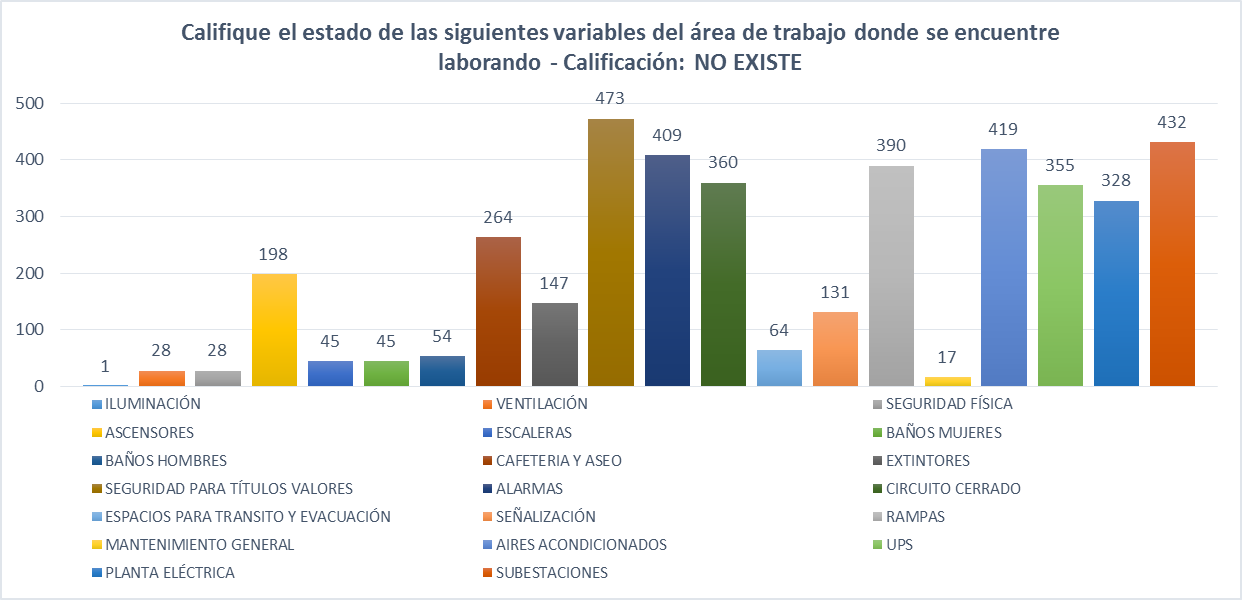 Califique el estado de las siguientes variables del área de trabajo donde se encuentre
laborando - Calificación: NO EXISTE
500
400
300
200
100
0
1
28
28
198
45
45
54
264
147
473
409
360
64
131
390
17
419
355
328
432
ILUMINACIÓN
VENTILACIÓN
SEGURIDAD FÍSICA
ASCENSORES
ESCALERAS
BAÑOS MUJERES
BAÑOS HOMBRES
CAFETERIA Y ASEO
EXTINTORES
SEGURIDAD PARA TÍTULOS VALORES
ALARMAS
CIRCUITO CERRADO
ESPACIOS PARA TRANSITO Y EVACUACIÓN
SEÑALIZACIÓN
RAMPAS
MANTENIMIENTO GENERAL
AIRES ACONDICIONADOS
UPS
PLANTA ELÉCTRICA
SUBESTACIONES